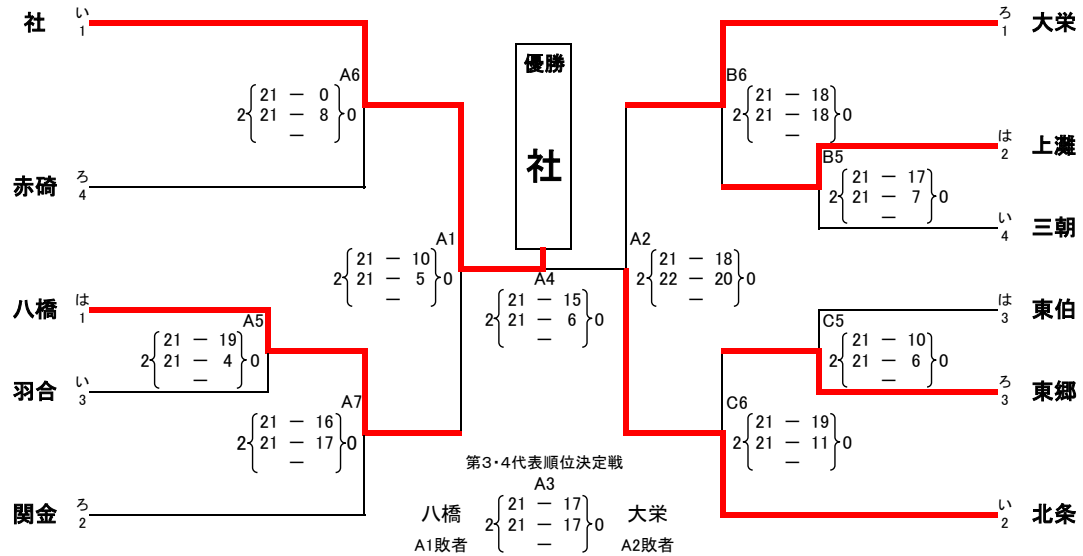 社 い 1
赤碕 ろ 4
八橋 は 1
羽合 い 3
関金 ろ 2
A6
21 － 0
2 21 － 8 0
－
A5
21 － 19
2 21 － 4 0
－
A7
21 － 16
2 21 － 17 0
－
A1
21 － 10
2 21 － 5 0
－
優勝
社
A4
21 － 15
2 21 － 6 0
－
A2
21 － 18
2 22 － 20 0
－
B6
21 － 18
2 21 － 18 0
－
B5
21 － 17
2 21 － 7 0
－
C5
21 － 10
2 21 － 6 0
－
C6
21 － 19
2 21 － 11 0
－
ろ 1 大栄
は 2 上灘
い 4 三朝
は 3 東伯
ろ 3 東郷
い 2 北条
第3・4代表順位決定戦
A3
21 － 17
八橋 2 21 － 17 0 大栄
－
A1敗者 A2敗者